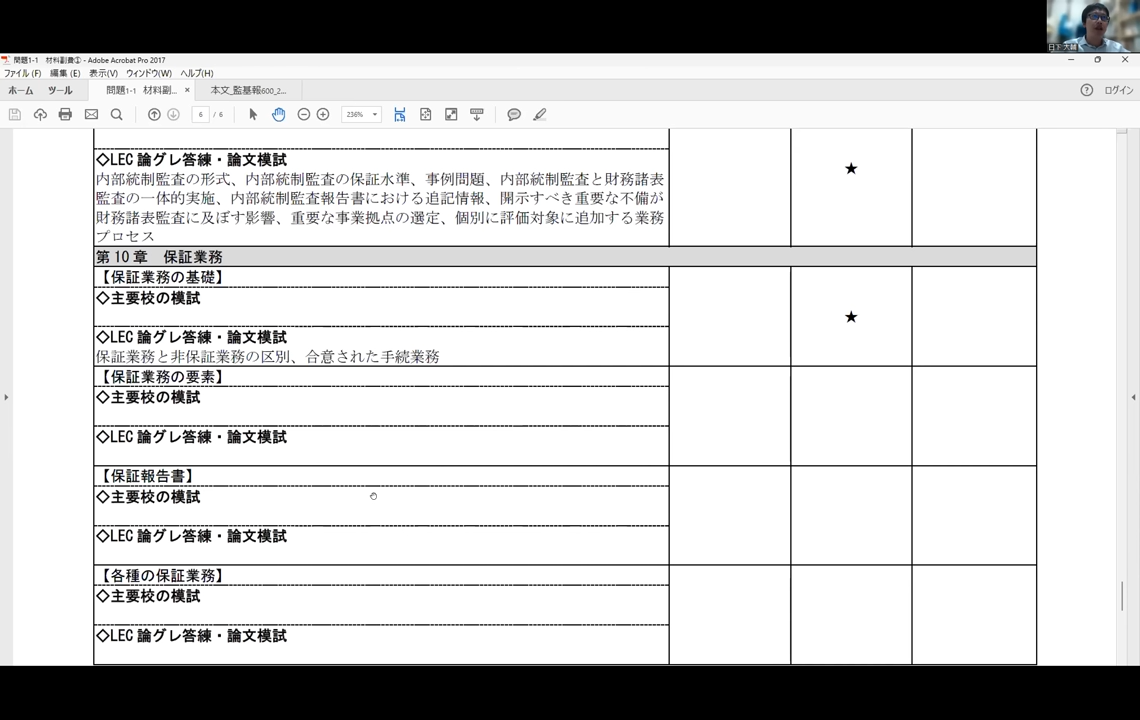 日下 大輔
問題1-1 材料副費① - Adobe Acrobat Pro 2017
ファイル(F) 編集(E) 表示(V) ウィンドウ(W) ヘルプ(H)
ホーム ツール 問題1-1 材料副... × 本文_監基報600_2... ログイン
6 / 6 236%
◇LEC 論グレ答練・論文模試
内部統制監査の形式、内部統制監査の保証水準、事例問題、内部統制監査と財務諸表
監査の一体的実施、内部統制監査報告書における追記情報、開示すべき重要な不備が
財務諸表監査に及ぼす影響、重要な事業拠点の選定、個別に評価対象に追加する業務
プロセス
★
第10章 保証業務
【保証業務の基礎】
◇主要校の模試
★
◇LEC 論グレ答練・論文模試
保証業務と非保証業務の区別、合意された手続業務
【保証業務の要素】
◇主要校の模試
◇LEC 論グレ答練・論文模試
【保証報告書】
◇主要校の模試
◇LEC 論グレ答練・論文模試
【各種の保証業務】
◇主要校の模試
◇LEC 論グレ答練・論文模試